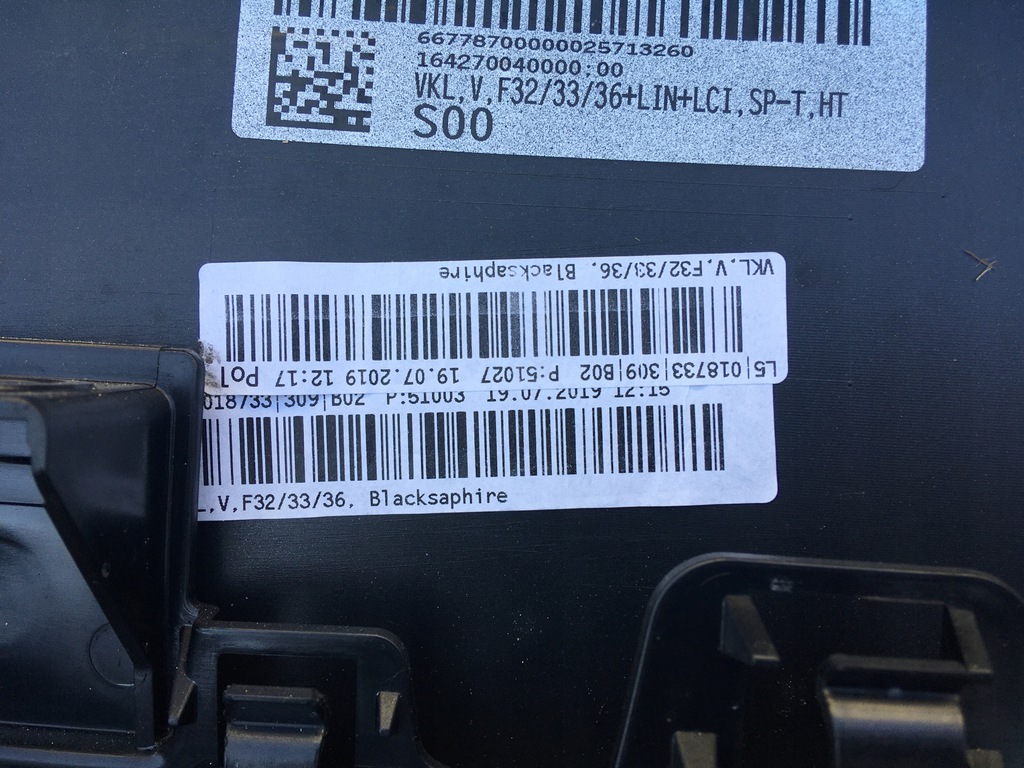 66778700000025713260
164270040000:00
VKL,V,F32/33/36+LIN+LCI,SP-T,HT
S00
VKL,V,F32/33/36, Blacksaphire
L5|018733|309|B02 P:51027 19.07.2019 12:17 Pol
018733|309|B02 P:51003 19.07.2019 12:15
L,V,F32/33/36, Blacksaphire